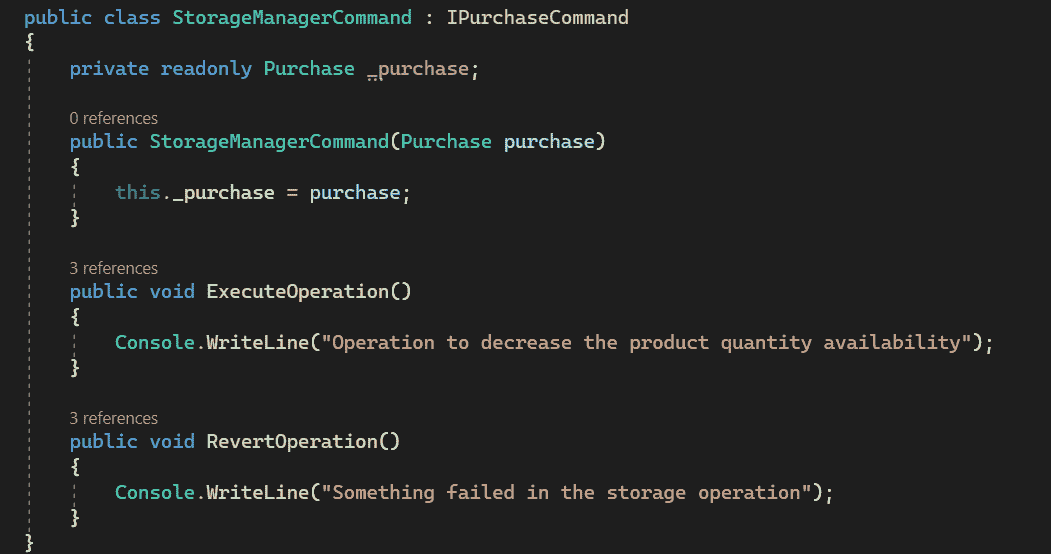 public class StorageManagerCommand : IPurchaseCommand
{
private readonly Purchase _purchase;
0 references
public StorageManagerCommand(Purchase purchase)
{
this._purchase = purchase;
}
3 references
public void ExecuteOperation()
{
Console.WriteLine("Operation to decrease the product quantity availability");
}
3 references
public void RevertOperation()
{
Console.WriteLine("Something failed in the storage operation");
}
}